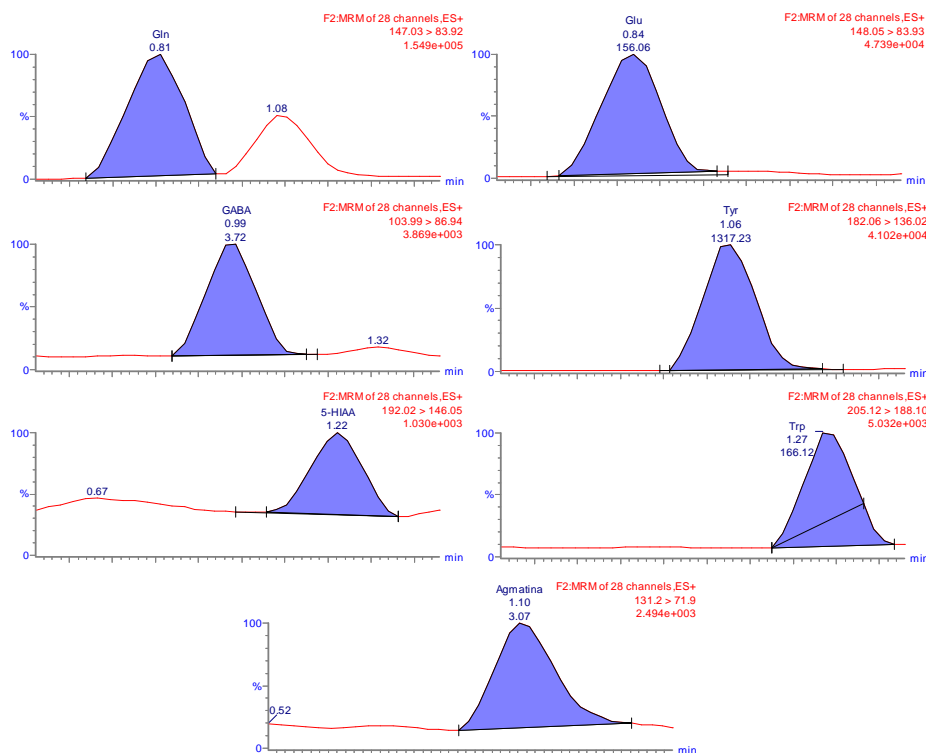 F2:MRM of 28 channels,ES+
147.03 > 83.92
1.549e+005
Gln
0.81
1.08
100
%
0
min
F2:MRM of 28 channels,ES+
148.05 > 83.93
4.739e+004
Glu
0.84
156.06
100
%
0
min
F2:MRM of 28 channels,ES+
103.99 > 86.94
3.869e+003
GABA
0.99
3.72
1.32
100
%
0
min
F2:MRM of 28 channels,ES+
182.06 > 136.02
4.102e+004
Tyr
1.06
1317.23
100
%
0
min
F2:MRM of 28 channels,ES+
192.02 > 146.05
1.030e+003
5-HIAA
1.22
0.67
100
%
0
min
F2:MRM of 28 channels,ES+
205.12 > 188.10
5.032e+003
Trp
1.27
166.12
100
%
0
min
F2:MRM of 28 channels,ES+
131.2 > 71.9
2.494e+003
Agmatina
1.10
3.07
0.52
100
%
0
min